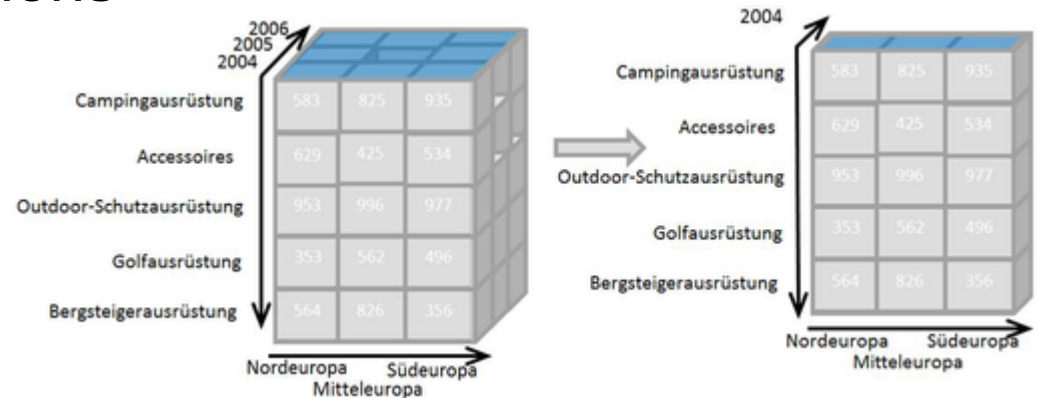 2006
2005
2004
Campingausrüstung 583 825 935
Accessoires 629 425 534
Outdoor-Schutzausrüstung 953 996 977
Golfausrüstung 353 562 496
Bergsteigerausrüstung 564 826 356
Nordeuropa Südeuropa
Mitteleuropa
2004
Campingausrüstung 583 825 935
Accessoires 629 425 534
Outdoor-Schutzausrüstung 953 996 977
Golfausrüstung 353 562 496
Bergsteigerausrüstung 564 826 356
Nordeuropa Südeuropa
Mitteleuropa